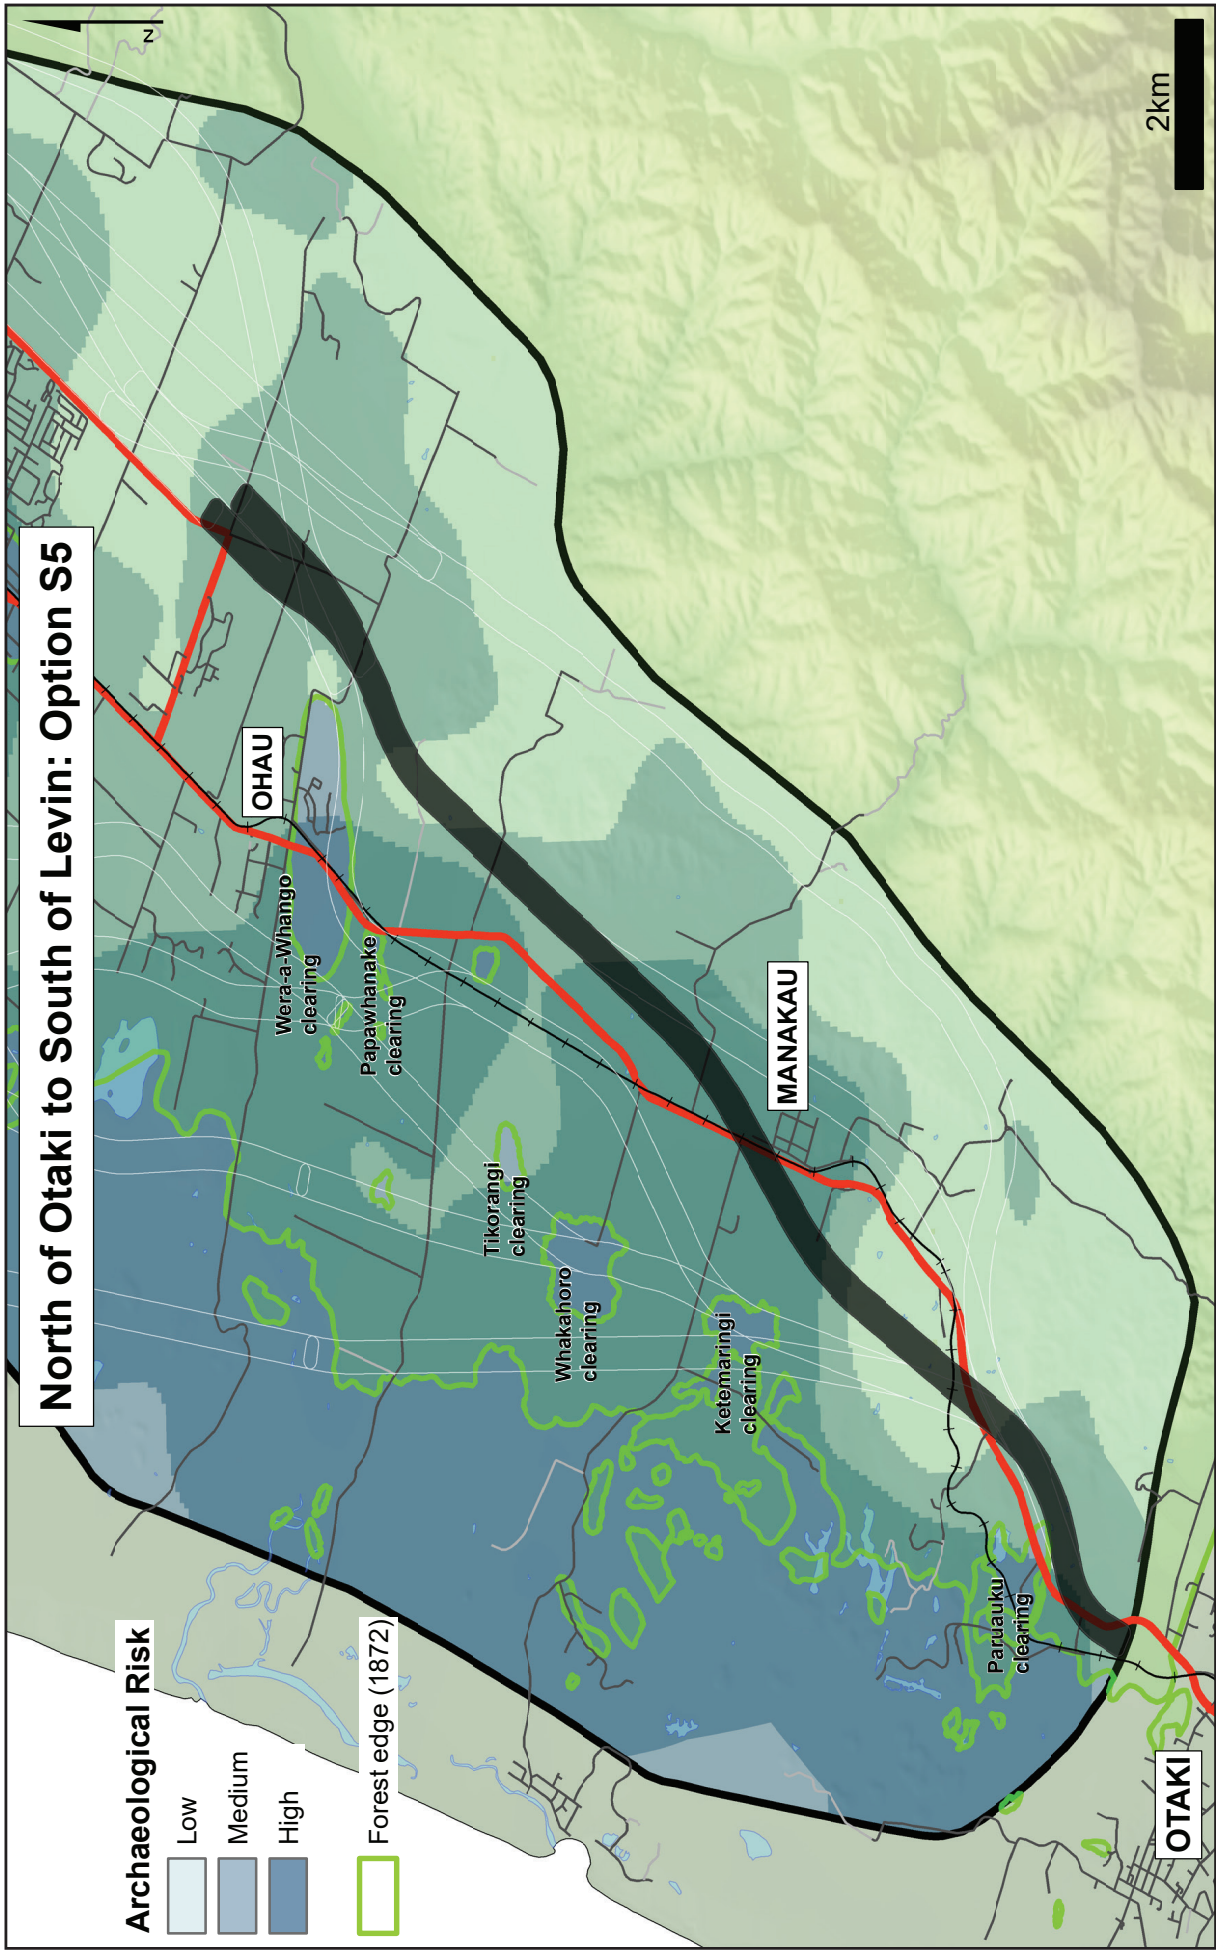 North of Otaki to South of Levin: Option S5
N
2km
OHAU
Wera-a-Whango
clearing
Papawhanake
clearing
Tikorangi
clearing
Whakahoro
clearing
Ketemaringi
clearing
MANAKAU
Paruauku
clearing
OTAKI
Archaeological Risk
Low
Medium
High
Forest edge (1872)